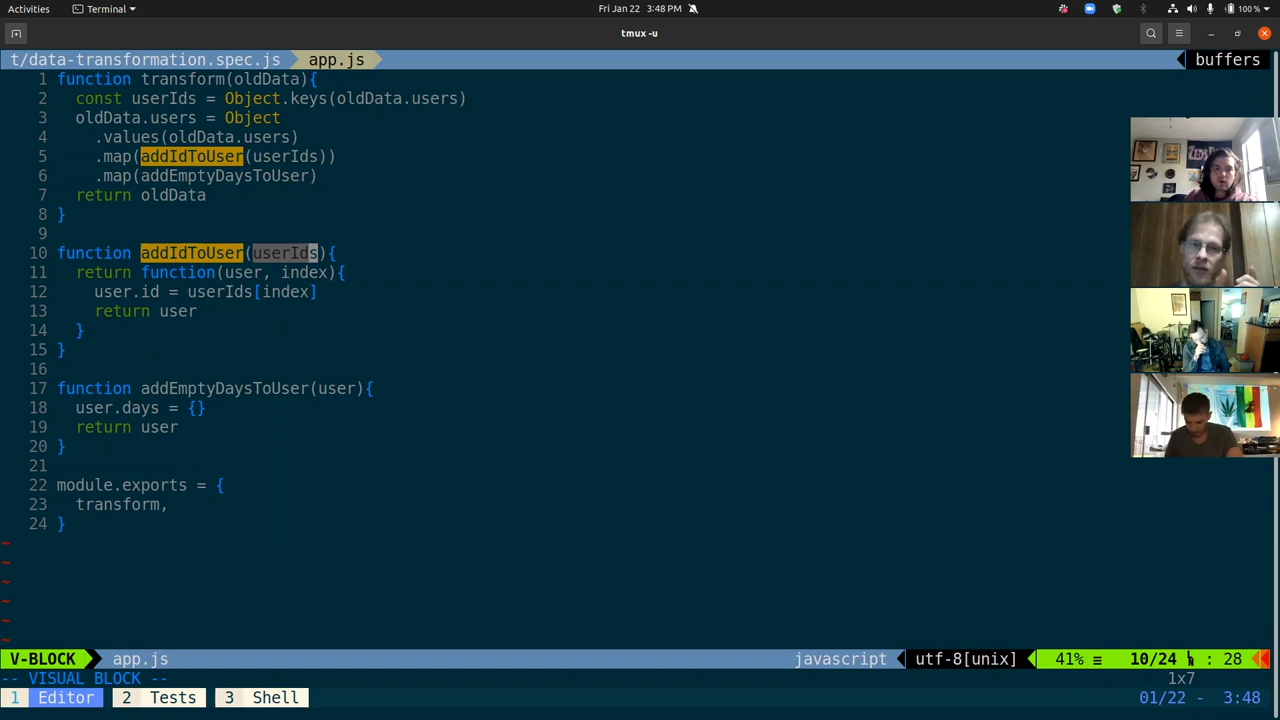 Activities Terminal Fri Jan 22 3:48 PM 100 %
tmux -u
t/data-transformation.spec.js app.js buffers
1 function transform(oldData){
2 const userIds = Object.keys(oldData.users)
3 oldData.users = Object
4 .values(oldData.users)
5 .map(addIdToUser(userIds))
6 .map(addEmptyDaysToUser)
7 return oldData
8 }
9
10 function addIdToUser(userIds){
11 return function(user, index){
12 user.id = userIds[index]
13 return user
14 }
15 }
16
17 function addEmptyDaysToUser(user){
18 user.days = {}
19 return user
20 }
21
22 module.exports = {
23 transform,
24 }
~
~
~
~
~
~
V-BLOCK app.js javascript utf-8[unix] 41% ≡ 10/24 : 28
-- VISUAL BLOCK -- 1x7
1 Editor 2 Tests 3 Shell 01/22 - 3:48